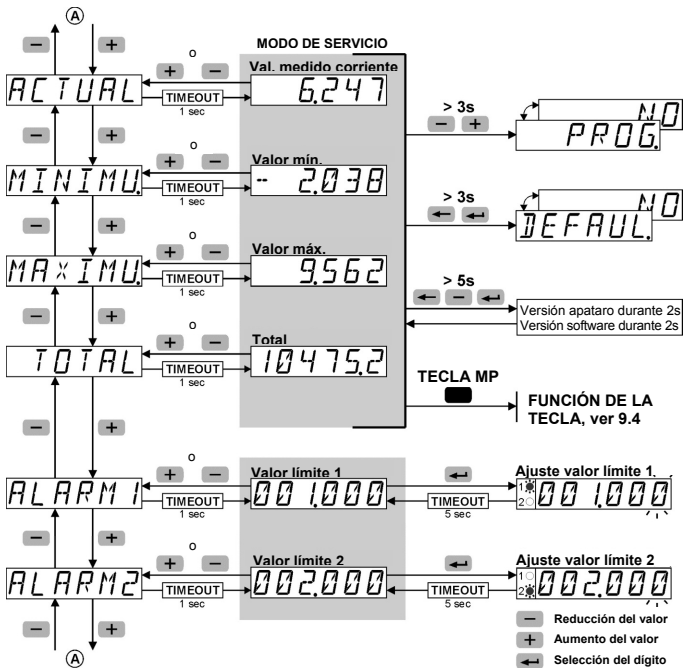 A
− +
o
MODO DE SERVICIO
+ − Val. medido corriente
ACTUAL TIMEOUT 6.247
1 sec
> 3s
− + NO
PROG.
− +
o
+ − Valor mín.
MINIMU. TIMEOUT - 2.038
1 sec
> 3s
NO
DEFAUL.
− +
o
+ − Valor máx.
MAXIMU. TIMEOUT 9.562
1 sec
> 5s
−
Versión apataro durante 2s
Versión software durante 2s
− +
o
+ − Total
TOTAL TIMEOUT 10475.2
1 sec
TECLA MP
FUNCIÓN DE LA
TECLA, ver 9.4
− +
o
+ − Valor límite 1 Ajuste valor límite 1.
ALARM1 TIMEOUT 001.000 TIMEOUT 1 2 001.000
1 sec 5 sec
− +
o
+ − Valor límite 2 Ajuste valor límite 2
ALARM2 TIMEOUT 002.000 TIMEOUT 1 2 002.000
1 sec 5 sec
− +
A
− Reducción del valor
+ Aumento del valor
Selección del dígito